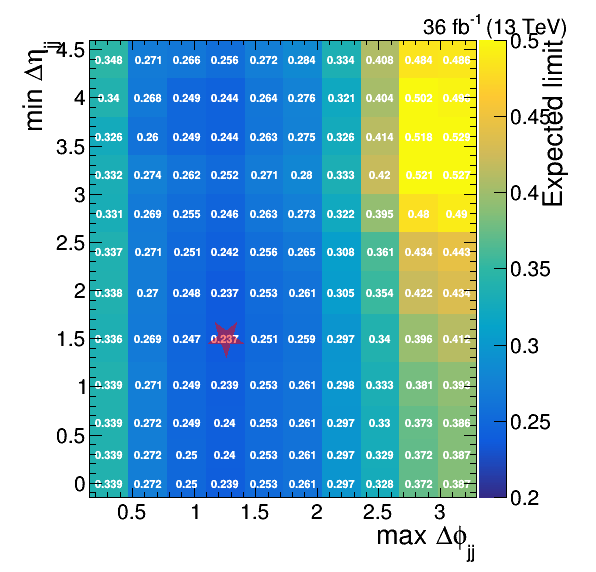 36 fb-1 (13 TeV)
min Δηjj
4.5 0.348 0.271 0.266 0.256 0.272 0.284 0.334 0.408 0.484 0.5
4 0.34 0.268 0.249 0.244 0.264 0.276 0.321 0.404 0.502
0.326 0.26 0.249 0.244 0.263 0.275 0.326 0.414 0.518 0.45
3.5 0.332 0.274 0.262 0.252 0.271 0.28 0.333 0.42 0.521
3 0.331 0.269 0.255 0.246 0.263 0.273 0.322 0.395 0.48 0.49 0.4
2.5 0.337 0.271 0.251 0.242 0.256 0.265 0.308 0.361 0.434 0.443
2 0.338 0.27 0.248 0.237 0.253 0.261 0.305 0.354 0.422 0.434 0.35
1.5 0.336 0.269 0.247 0.237 0.251 0.259 0.297 0.34 0.396 0.412 0.3
1 0.339 0.271 0.249 0.239 0.253 0.261 0.298 0.333 0.381
0.5 0.339 0.272 0.249 0.24 0.253 0.261 0.297 0.33 0.373 0.386 0.25
0.339 0.272 0.25 0.24 0.253 0.261 0.297 0.329 0.372 0.387
0 0.339 0.272 0.25 0.239 0.253 0.261 0.297 0.328 0.372 0.387 0.2
Expected limit
0.5 1 1.5 2 2.5 3
max Δϕjj